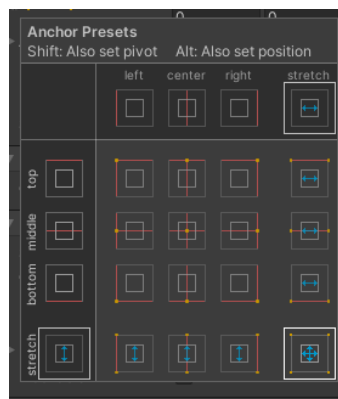 Anchor Presets
Shift: Also set pivot Alt: Also set position
left center right stretch
top
middle
bottom
stretch